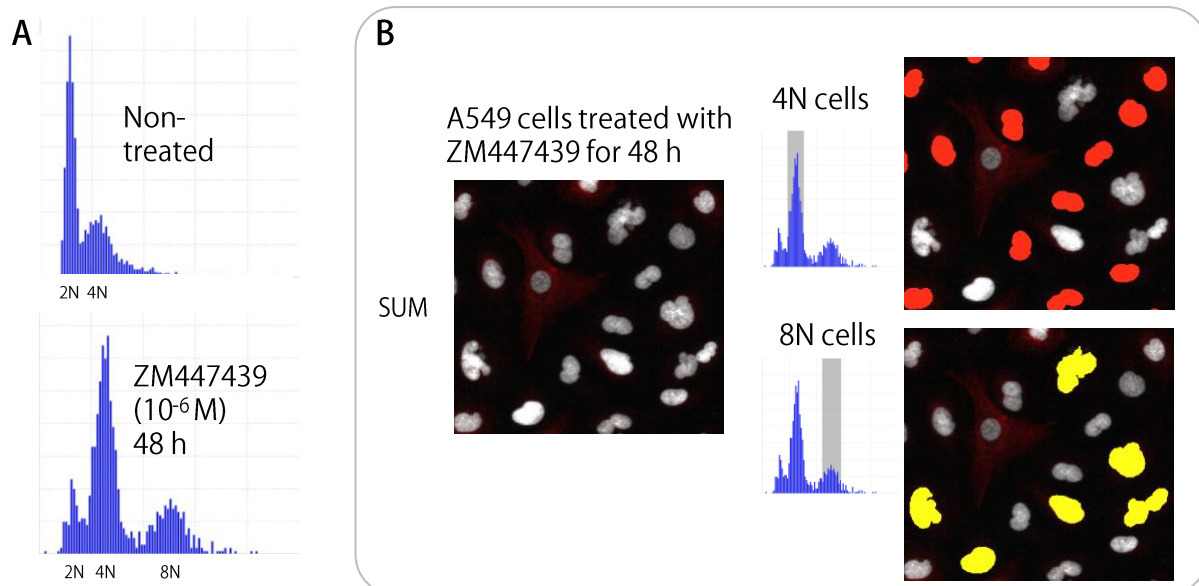 A
Non-
treated
2N 4N
ZM447439
(10⁻⁶ M)
48 h
2N 4N 8N
B
A549 cells treated with
ZM447439 for 48 h
SUM
4N cells
8N cells